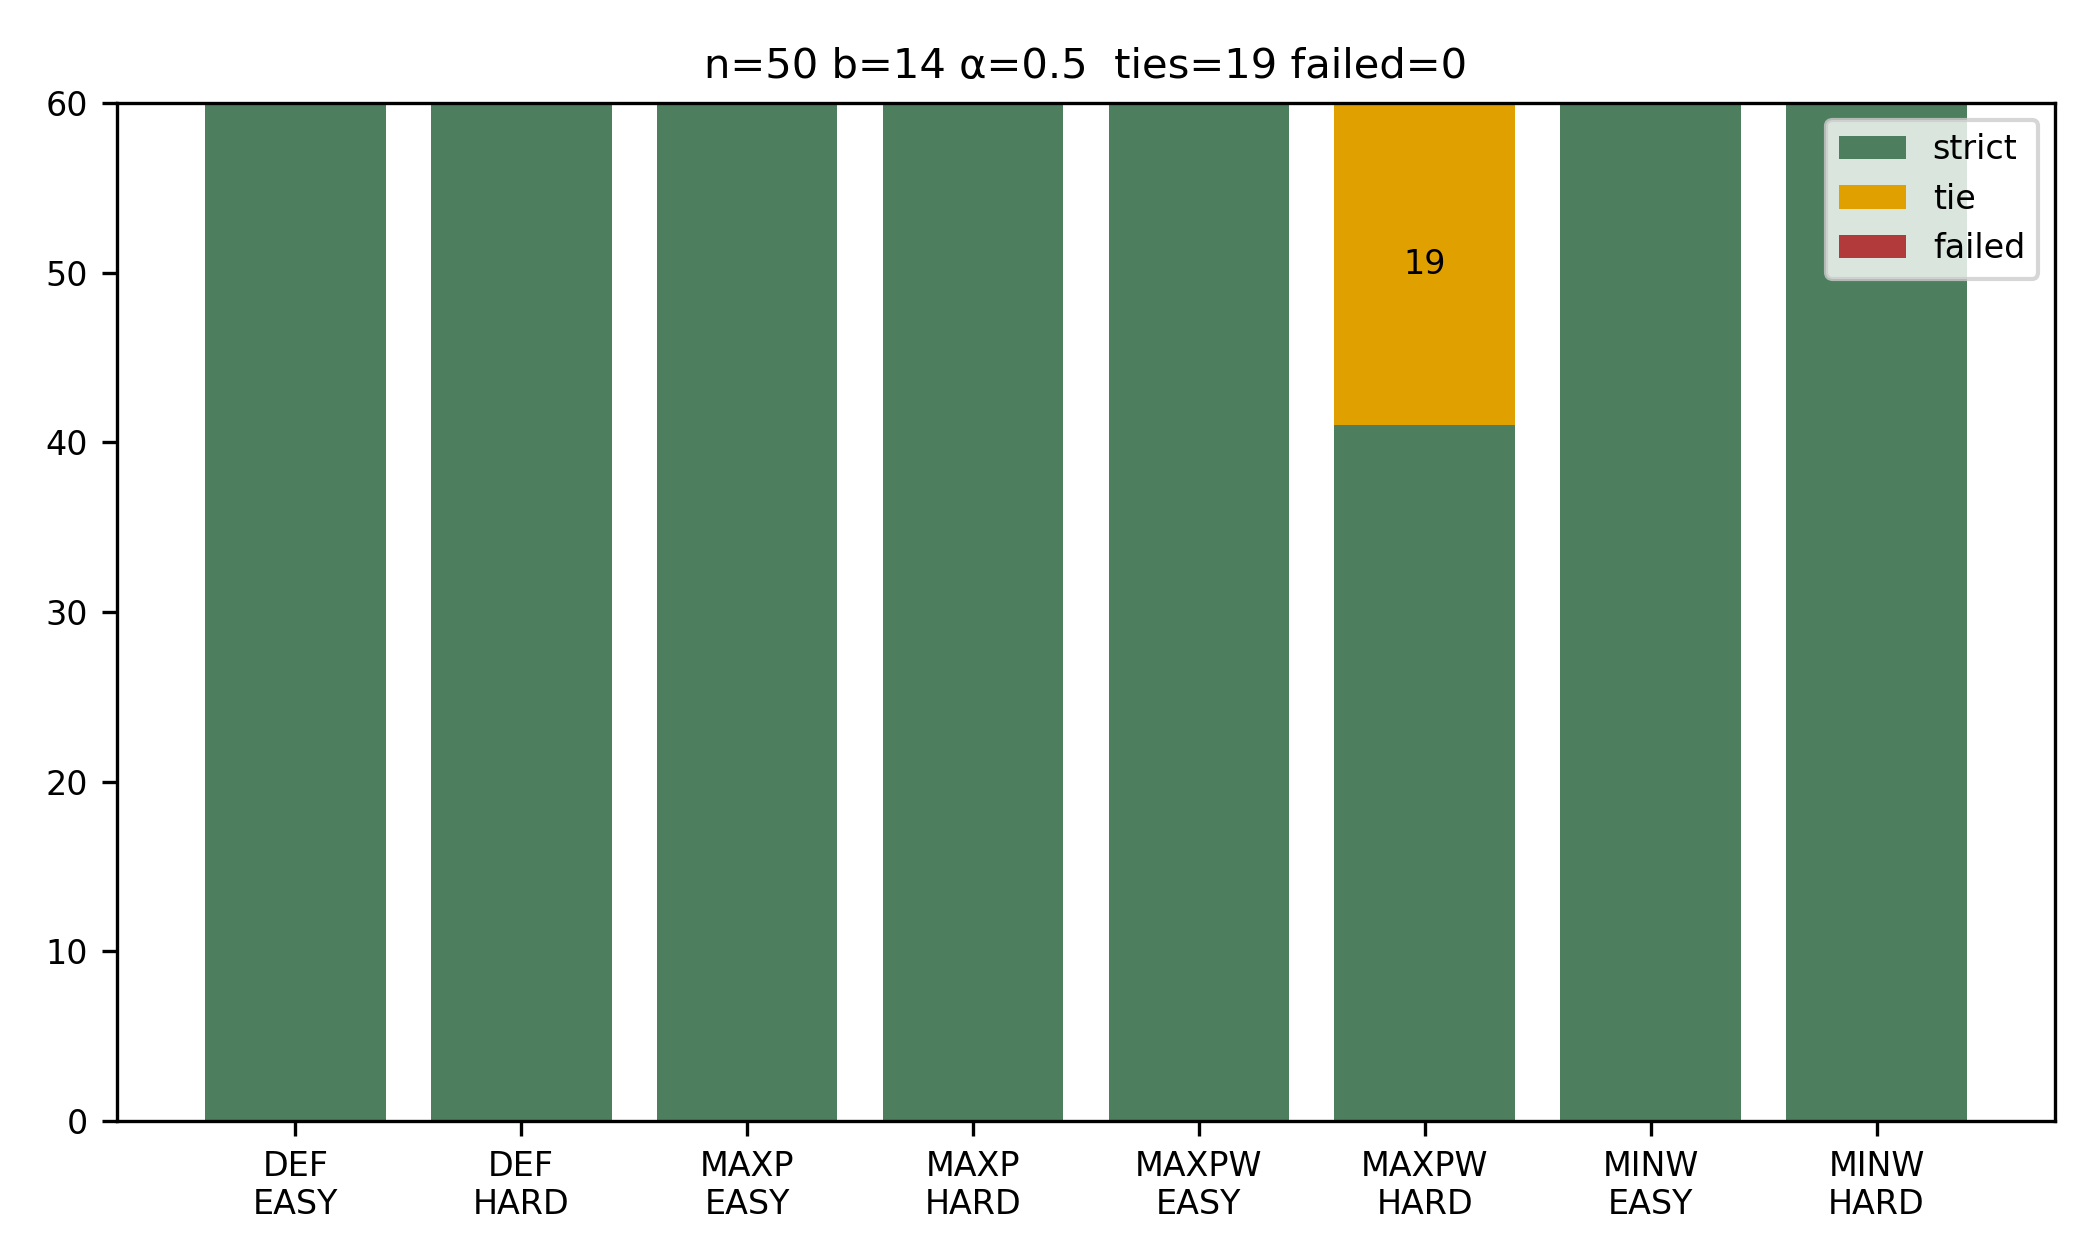 n=50 b=14 α=0.5  ties=19 failed=0
60
50
40
30
20
10
0
strict
tie
failed
19
DEF
EASY
DEF
HARD
MAXP
EASY
MAXP
HARD
MAXPW
EASY
MAXPW
HARD
MINW
EASY
MINW
HARD